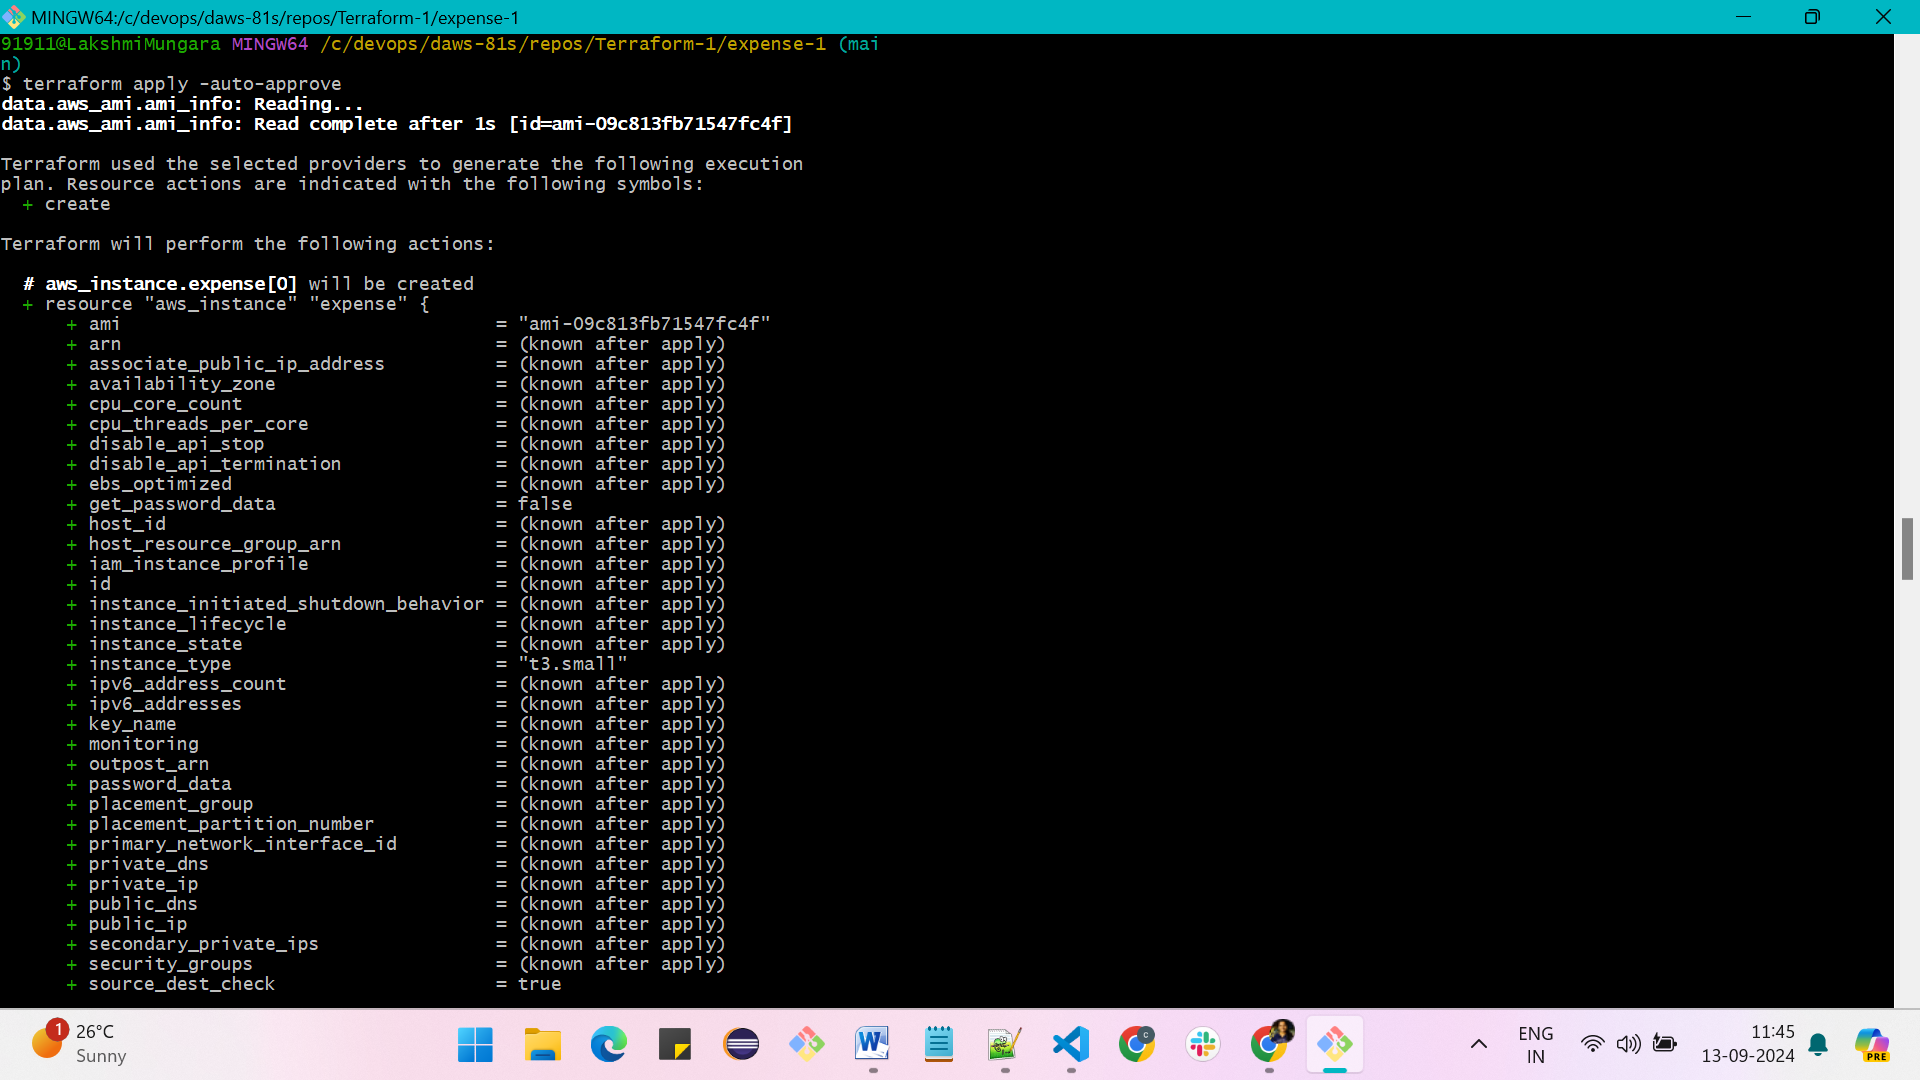 MINGW64:/c/devops/daws-81s/repos/Terraform-1/expense-1
91911@LakshmiMungara MINGW64 /c/devops/daws-81s/repos/Terraform-1/expense-1 (mai
n)
$ terraform apply -auto-approve
data.aws_ami.ami_info: Reading...
data.aws_ami.ami_info: Read complete after 1s [id=ami-09c813fb71547fc4f]
Terraform used the selected providers to generate the following execution
plan. Resource actions are indicated with the following symbols:
+ create
Terraform will perform the following actions:
# aws_instance.expense[0] will be created
+ resource "aws_instance" "expense" {
+ ami = "ami-09c813fb71547fc4f"
+ arn = (known after apply)
+ associate_public_ip_address = (known after apply)
+ availability_zone = (known after apply)
+ cpu_core_count = (known after apply)
+ cpu_threads_per_core = (known after apply)
+ disable_api_stop = (known after apply)
+ disable_api_termination = (known after apply)
+ ebs_optimized = (known after apply)
+ get_password_data = false
+ host_id = (known after apply)
+ host_resource_group_arn = (known after apply)
+ iam_instance_profile = (known after apply)
+ id = (known after apply)
+ instance_initiated_shutdown_behavior = (known after apply)
+ instance_lifecycle = (known after apply)
+ instance_state = (known after apply)
+ instance_type = "t3.small"
+ ipv6_address_count = (known after apply)
+ ipv6_addresses = (known after apply)
+ key_name = (known after apply)
+ monitoring = (known after apply)
+ outpost_arn = (known after apply)
+ password_data = (known after apply)
+ placement_group = (known after apply)
+ placement_partition_number = (known after apply)
+ primary_network_interface_id = (known after apply)
+ private_dns = (known after apply)
+ private_ip = (known after apply)
+ public_dns = (known after apply)
+ public_ip = (known after apply)
+ secondary_private_ips = (known after apply)
+ security_groups = (known after apply)
+ source_dest_check = true
1
26°C
Sunny
W
C
ENG
IN
11:45
13-09-2024
PRE